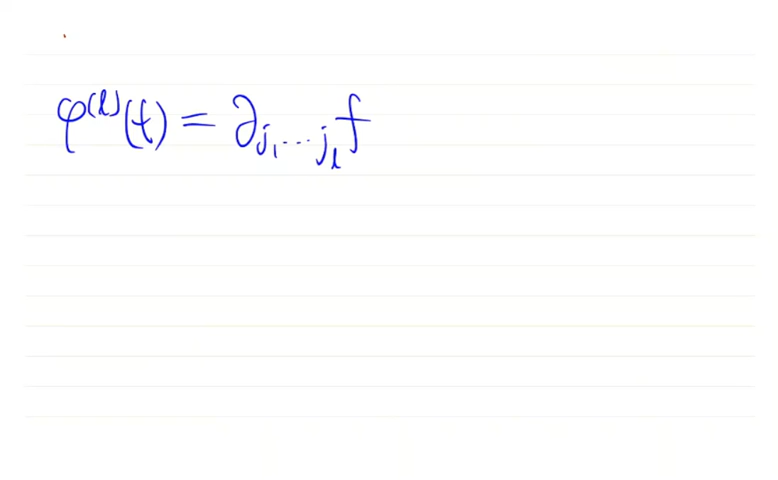 φ^{(l)}(t) = ∂_{j_1 ... j_l} f